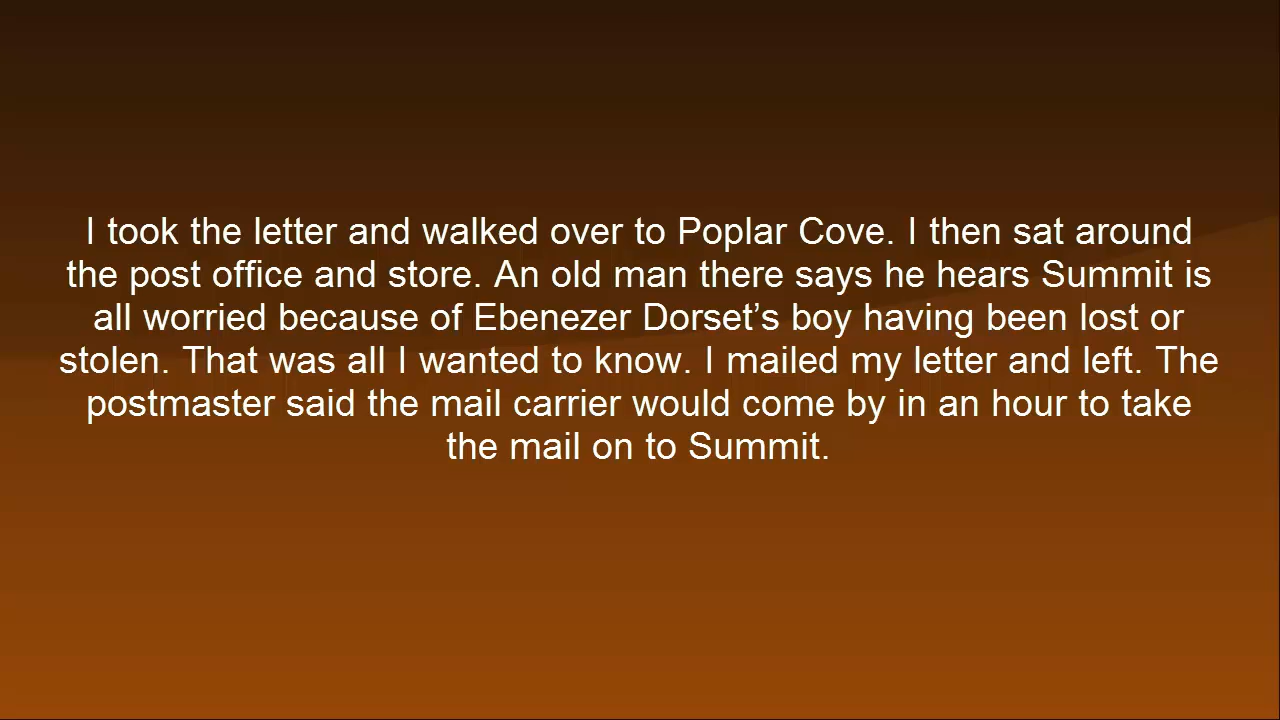 I took the letter and walked over to Poplar Cove. I then sat around
the post office and store. An old man there says he hears Summit is
all worried because of Ebenezer Dorset’s boy having been lost or
stolen. That was all I wanted to know. I mailed my letter and left. The
postmaster said the mail carrier would come by in an hour to take
the mail on to Summit.